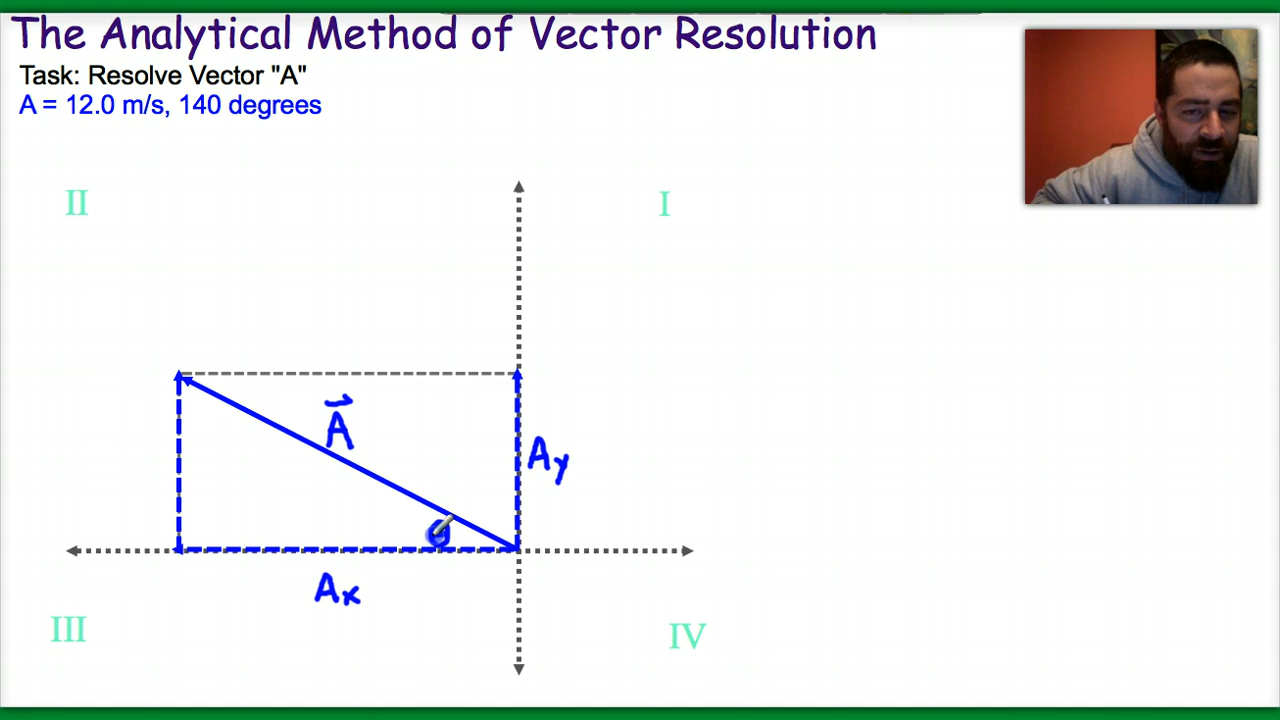 The Analytical Method of Vector Resolution
Task: Resolve Vector "A"
A = 12.0 m/s, 140 degrees
II
I
A
Ay
Ax
III
IV